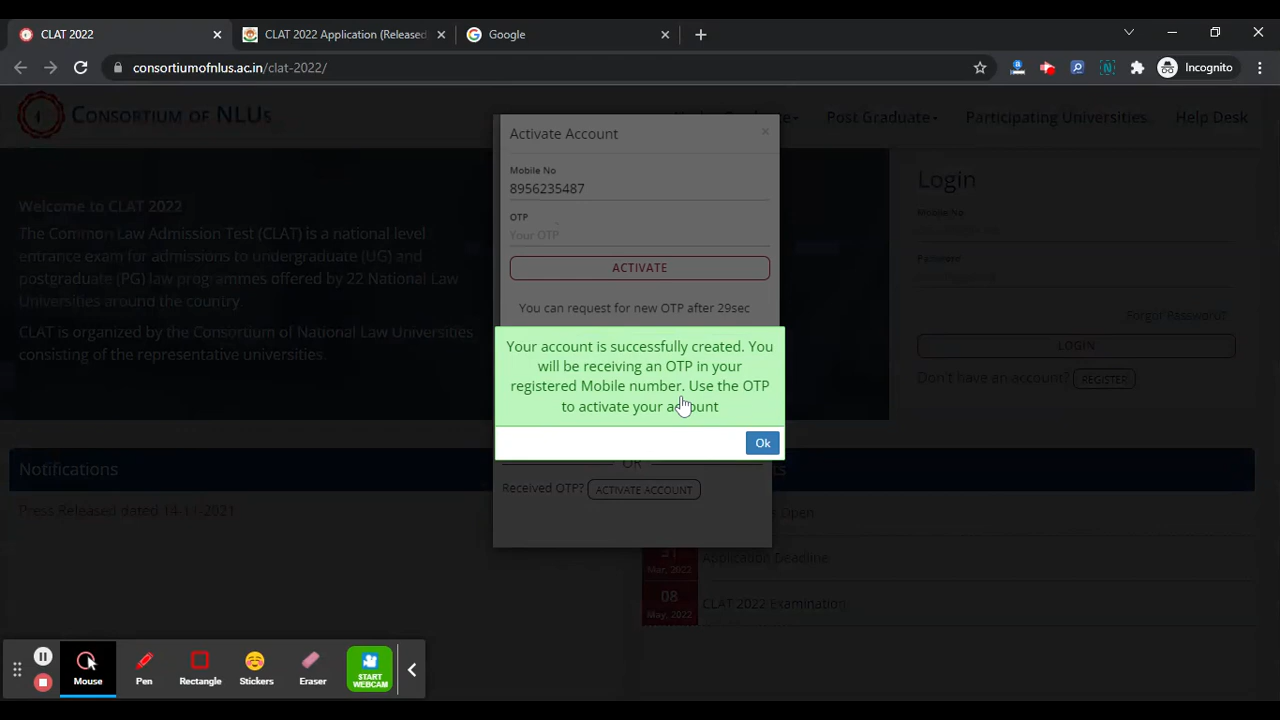 CLAT 2022
CLAT 2022 Application (Released
Google
consortiumofnlus.ac.in/clat-2022/
Incognito
CONSORTIUM OF NLUs
Post Graduate
Participating Universities
Help Desk
Activate Account
Mobile No
8956235487
OTP
Your OTP
ACTIVATE
You can request for new OTP after 29sec
Welcome to CLAT 2022
The Common Law Admission Test (CLAT) is a national level
entrance exam for admissions to undergraduate (UG) and
postgraduate (PG) law programmes offered by 22 National Law
Universities around the country
CLAT is organized by the Consortium of National Law Universities
consisting of the representative universities.
Login
Mobile No
Password
Forgot Password?
LOGIN
Don't have an account? REGISTER
Your account is successfully created. You
will be receiving an OTP in your
registered Mobile number. Use the OTP
to activate your account
Ok
OR
Received OTP? ACTIVATE ACCOUNT
Notifications
Press Released dated 14-11-2021
Open
31
Mar, 2022
Application Deadline
08
May, 2022
CLAT 2022 Examination
Mouse
Pen
Rectangle
Stickers
Eraser
START
WEBCAM